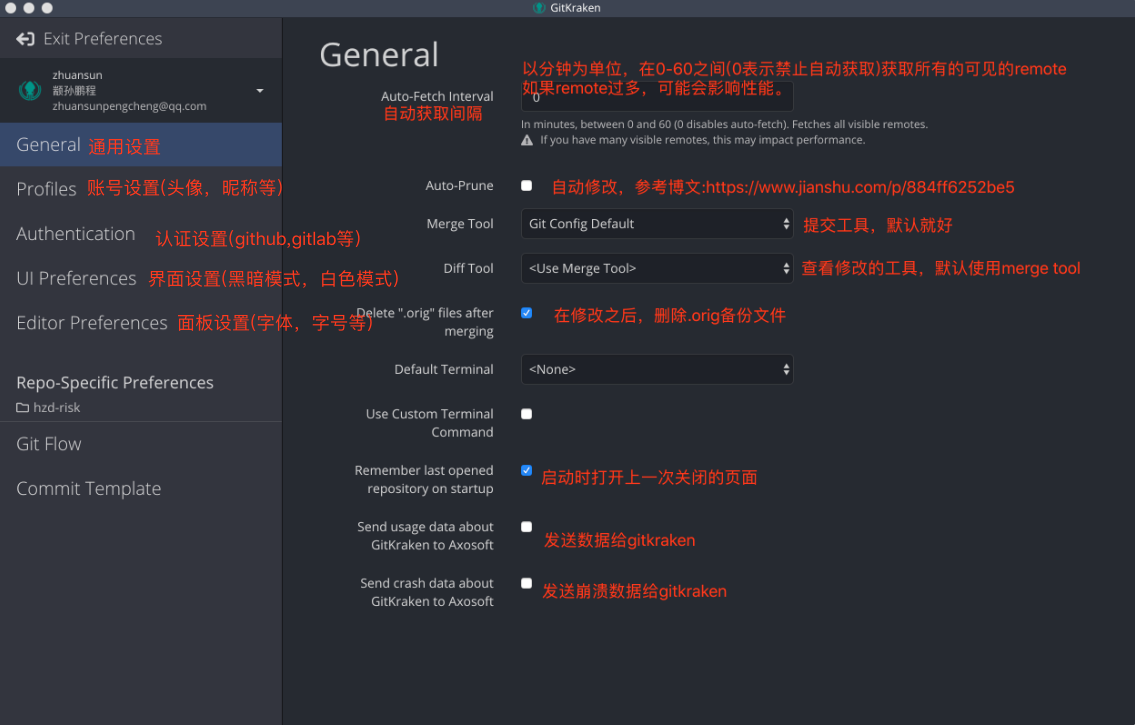 GitKraken
Exit Preferences
zhuansun
颛孙鹏程
zhuansunpengcheng@qq.com
General 通用设置
Profiles 账号设置(头像，昵称等)
Authentication 认证设置(github,gitlab等)
UI Preferences 界面设置(黑暗模式，白色模式)
Editor Preferences 面板设置(字体，字号等)
Repo-Specific Preferences
hzd-risk
Git Flow
Commit Template
General
以分钟为单位，在0-60之间(0表示禁止自动获取)获取所有的可见的remote
如果remote过多，可能会影响性能。
Auto-Fetch Interval 0
自动获取间隔
In minutes, between 0 and 60 (0 disables auto-fetch). Fetches all visible remotes.
If you have many visible remotes, this may impact performance.
Auto-Prune 自动修改，参考博文:https://www.jianshu.com/p/884ff6252be5
Merge Tool Git Config Default 提交工具，默认就好
Diff Tool <Use Merge Tool> 查看修改的工具，默认使用merge tool
Delete ".orig" files after
merging
在修改之后，删除.orig备份文件
Default Terminal <None>
Use Custom Terminal
Command
Remember last opened
repository on startup
启动时打开上一次关闭的页面
Send usage data about
GitKraken to Axosoft
发送数据给gitkraken
Send crash data about
GitKraken to Axosoft
发送崩溃数据给gitkraken